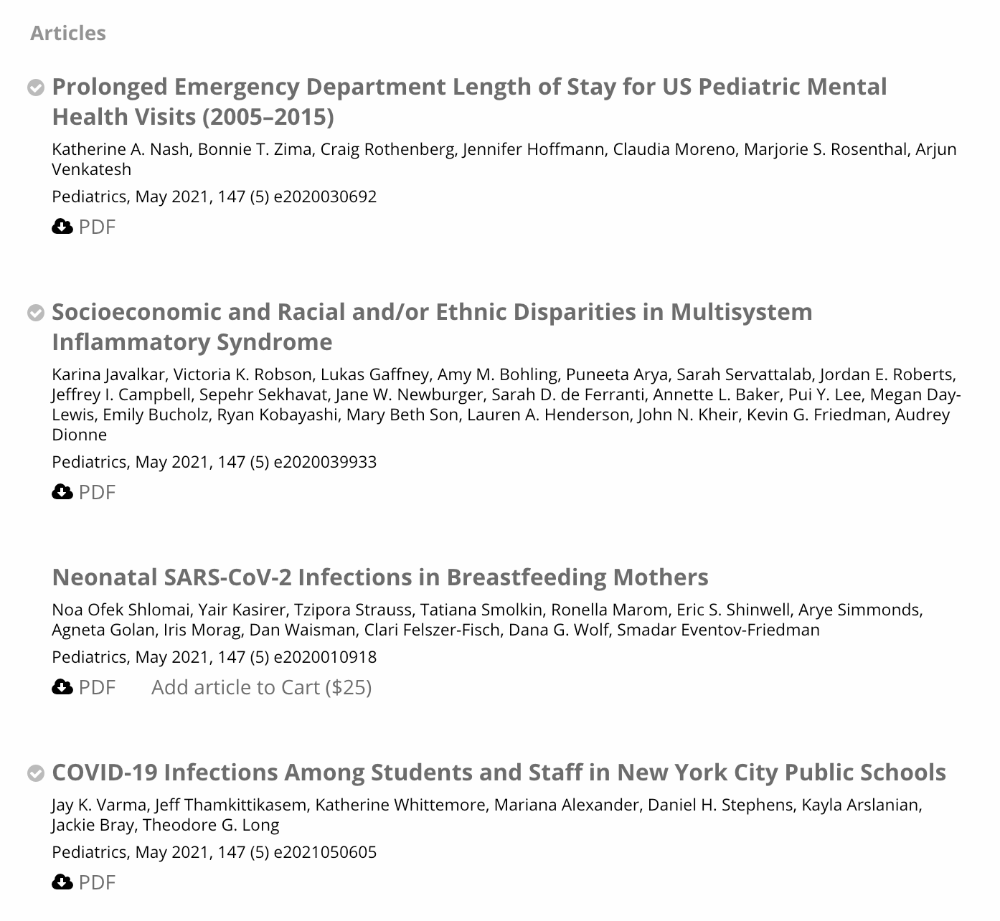 Articles
Prolonged Emergency Department Length of Stay for US Pediatric Mental
Health Visits (2005–2015)
Katherine A. Nash, Bonnie T. Zima, Craig Rothenberg, Jennifer Hoffmann, Claudia Moreno, Marjorie S. Rosenthal, Arjun
Venkatesh
Pediatrics, May 2021, 147 (5) e2020030692
PDF
Socioeconomic and Racial and/or Ethnic Disparities in Multisystem
Inflammatory Syndrome
Karina Javalkar, Victoria K. Robson, Lukas Gaffney, Amy M. Bohling, Puneeta Arya, Sarah Servattalab, Jordan E. Roberts,
Jeffrey I. Campbell, Sepehr Sekhavat, Jane W. Newburger, Sarah D. de Ferranti, Annette L. Baker, Pui Y. Lee, Megan Day-
Lewis, Emily Bucholz, Ryan Kobayashi, Mary Beth Son, Lauren A. Henderson, John N. Kheir, Kevin G. Friedman, Audrey
Dionne
Pediatrics, May 2021, 147 (5) e2020039933
PDF
Neonatal SARS-CoV-2 Infections in Breastfeeding Mothers
Noa Ofek Shlomai, Yair Kasirer, Tzipora Strauss, Tatiana Smolkin, Ronella Marom, Eric S. Shinwell, Arye Simmonds,
Agneta Golan, Iris Morag, Dan Waisman, Clari Felszer-Fisch, Dana G. Wolf, Smadar Eventov-Friedman
Pediatrics, May 2021, 147 (5) e2020010918
PDF Add article to Cart ($25)
COVID-19 Infections Among Students and Staff in New York City Public Schools
Jay K. Varma, Jeff Thamkittikasem, Katherine Whittemore, Mariana Alexander, Daniel H. Stephens, Kayla Arslanian,
Jackie Bray, Theodore G. Long
Pediatrics, May 2021, 147 (5) e2021050605
PDF